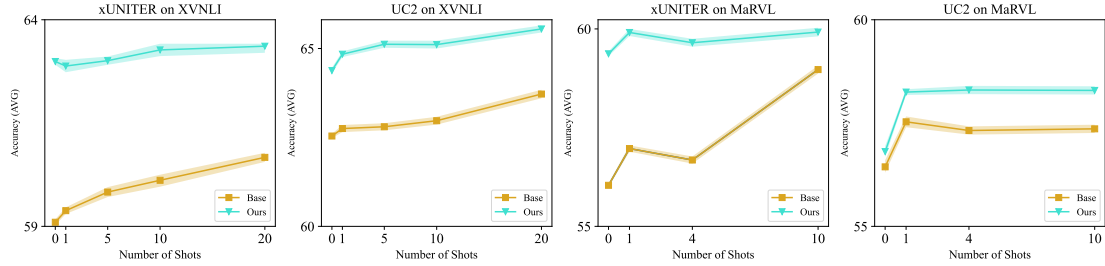 xUNITER on XVNLI
Accuracy (AVG)
64
59
0 1 5 10 20
Number of Shots
Base
Ours
UC2 on XVNLI
Accuracy (AVG)
65
60
0 1 5 10 20
Number of Shots
Base
Ours
xUNITER on MaRVL
Accuracy (AVG)
60
55
0 1 4 10
Number of Shots
Base
Ours
UC2 on MaRVL
Accuracy (AVG)
60
55
0 1 4 10
Number of Shots
Base
Ours